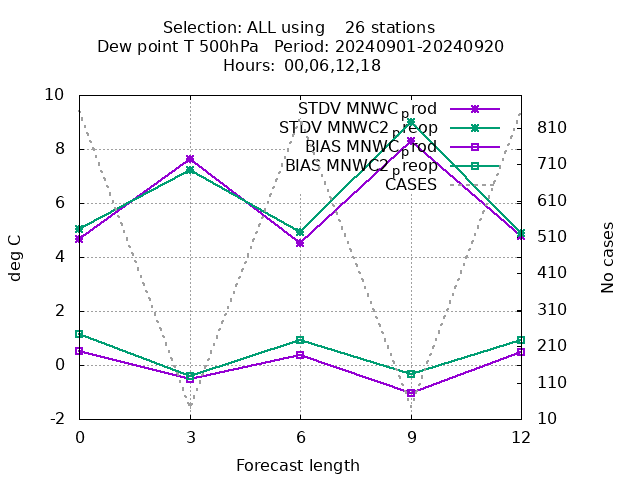 Selection: ALL using    26 stations
Dew point T 500hPa   Period: 20240901-20240920
Hours: 00,06,12,18
STDV MNWC_prod
STDV MNWC2_preop
BIAS MNWC_prod
BIAS MNWC2_preop
CASES
10
8
6
4
2
0
-2
deg C
810
710
610
510
410
310
210
110
10
No cases
0 3 6 9 12
Forecast length